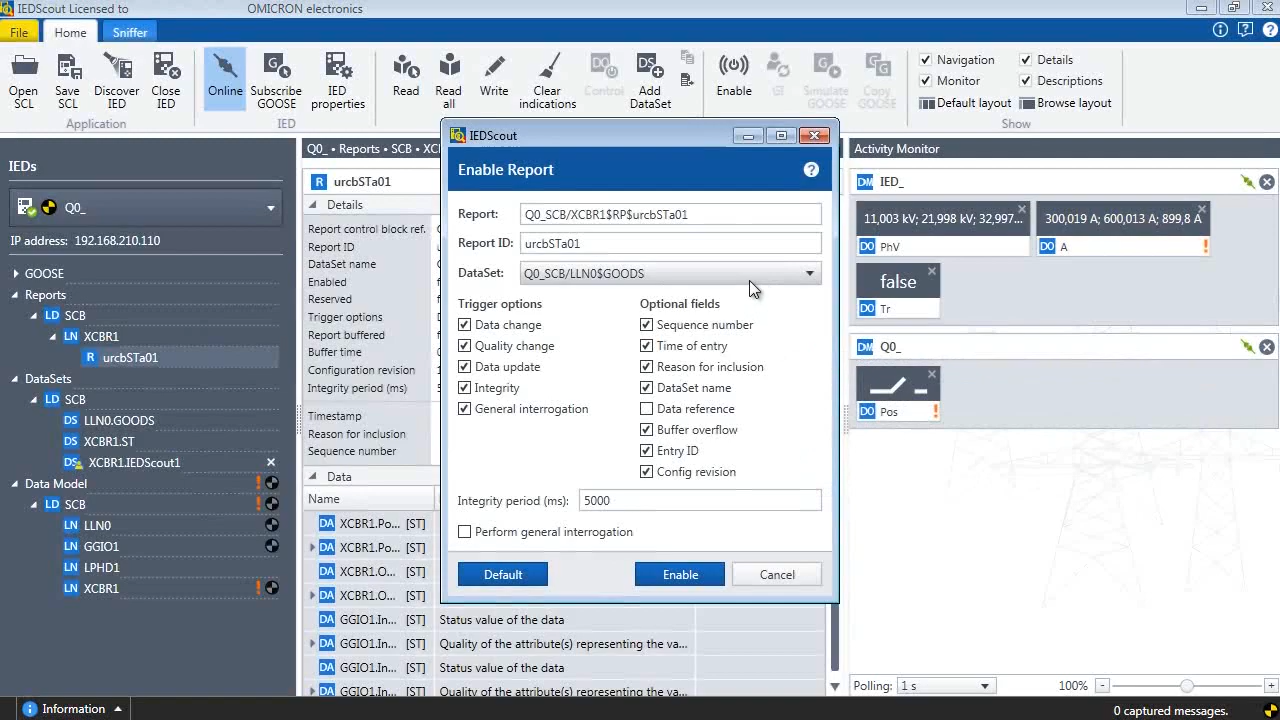 IEDScout Licensed to OMICRON electronics
File Home Sniffer
Open SCL
Save SCL
Discover IED
Close IED
Application
Online
Subscribe GOOSE
IED properties
IED
Read
Read all
Write
Clear indications
Control
Add DataSet
Enable
GI
Simulate GOOSE
Copy GOOSE
Navigation
Details
Monitor
Descriptions
Default layout
Browse layout
Show
IEDs
Q0_
IP address: 192.168.210.110
GOOSE
Reports
LD SCB
LN XCBR1
R urcbSTa01
DataSets
LD SCB
DS LLN0.GOODS
DS XCBR1.ST
DS XCBR1.IEDScout1
Data Model
LD SCB
LN LLN0
LN GGIO1
LN LPHD1
LN XCBR1
Q0_ • Reports • SCB • XC
R urcbSTa01
Details
Report control block ref.
Report ID
DataSet name
Enabled
Reserved
Trigger options
Report buffered
Buffer time
Configuration revision
Integrity period (ms)
Timestamp
Reason for inclusion
Sequence number
Data
Name
DA XCBR1.Po... [ST]
DA XCBR1.Po... [ST]
DA XCBR1.O... [ST]
DA XCBR1.O... [ST]
DA GGIO1.In... [ST] Status value of the data
DA GGIO1.In... [ST] Quality of the attribute(s) representing the va...
DA GGIO1.In... [ST] Status value of the data
DA GGIO1.In... [ST] Quality of the attribute(s) representing the va...
IEDScout
Enable Report
Report: Q0_SCB/XCBR1$RP$urcbSTa01
Report ID: urcbSTa01
DataSet: Q0_SCB/LLN0$GOODS
Trigger options
Data change
Quality change
Data update
Integrity
General interrogation
Optional fields
Sequence number
Time of entry
Reason for inclusion
DataSet name
Data reference
Buffer overflow
Entry ID
Config revision
Integrity period (ms): 5000
Perform general interrogation
Default Enable Cancel
Activity Monitor
DM IED_
11,003 kV; 21,998 kV; 32,997...
DO PhV
300,019 A; 600,013 A; 899,8 A
DO A
false
DO Tr
DM Q0_
DO Pos
Polling: 1 s 100%
Information
0 captured messages.